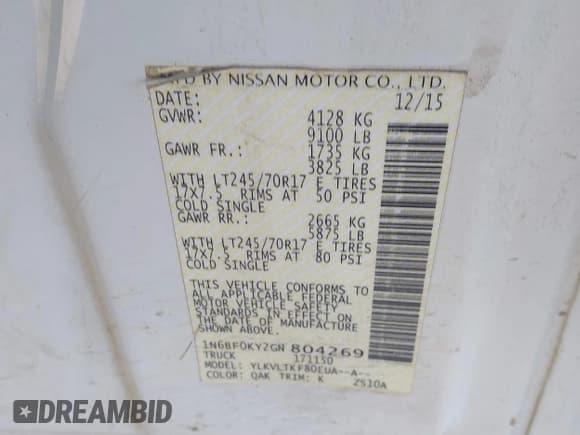 MFD BY NISSAN MOTOR CO., LTD.
DATE: 12/15
GVWR: 4128 KG
9100 LB
GAWR FR.: 1735 KG
3825 LB
WITH LT245/70R17 E TIRES
17X7.5 RIMS AT 50 PSI
COLD SINGLE
GAWR RR.: 2665 KG
5875 LB
WITH LT245/70R17 E TIRES
17X7.5 RIMS AT 80 PSI
COLD SINGLE
THIS VEHICLE CONFORMS TO
ALL APPLICABLE FEDERAL
MOTOR VEHICLE SAFETY
STANDARDS IN EFFECT ON
THE DATE OF MANUFACTURE
SHOWN ABOVE.
1N6BF0KY2GN804269
TRUCK 171150
MODEL: YLKVLTKF80EUA--A--
COLOR: QAK TRIM: K ZS10A
DREAMBID